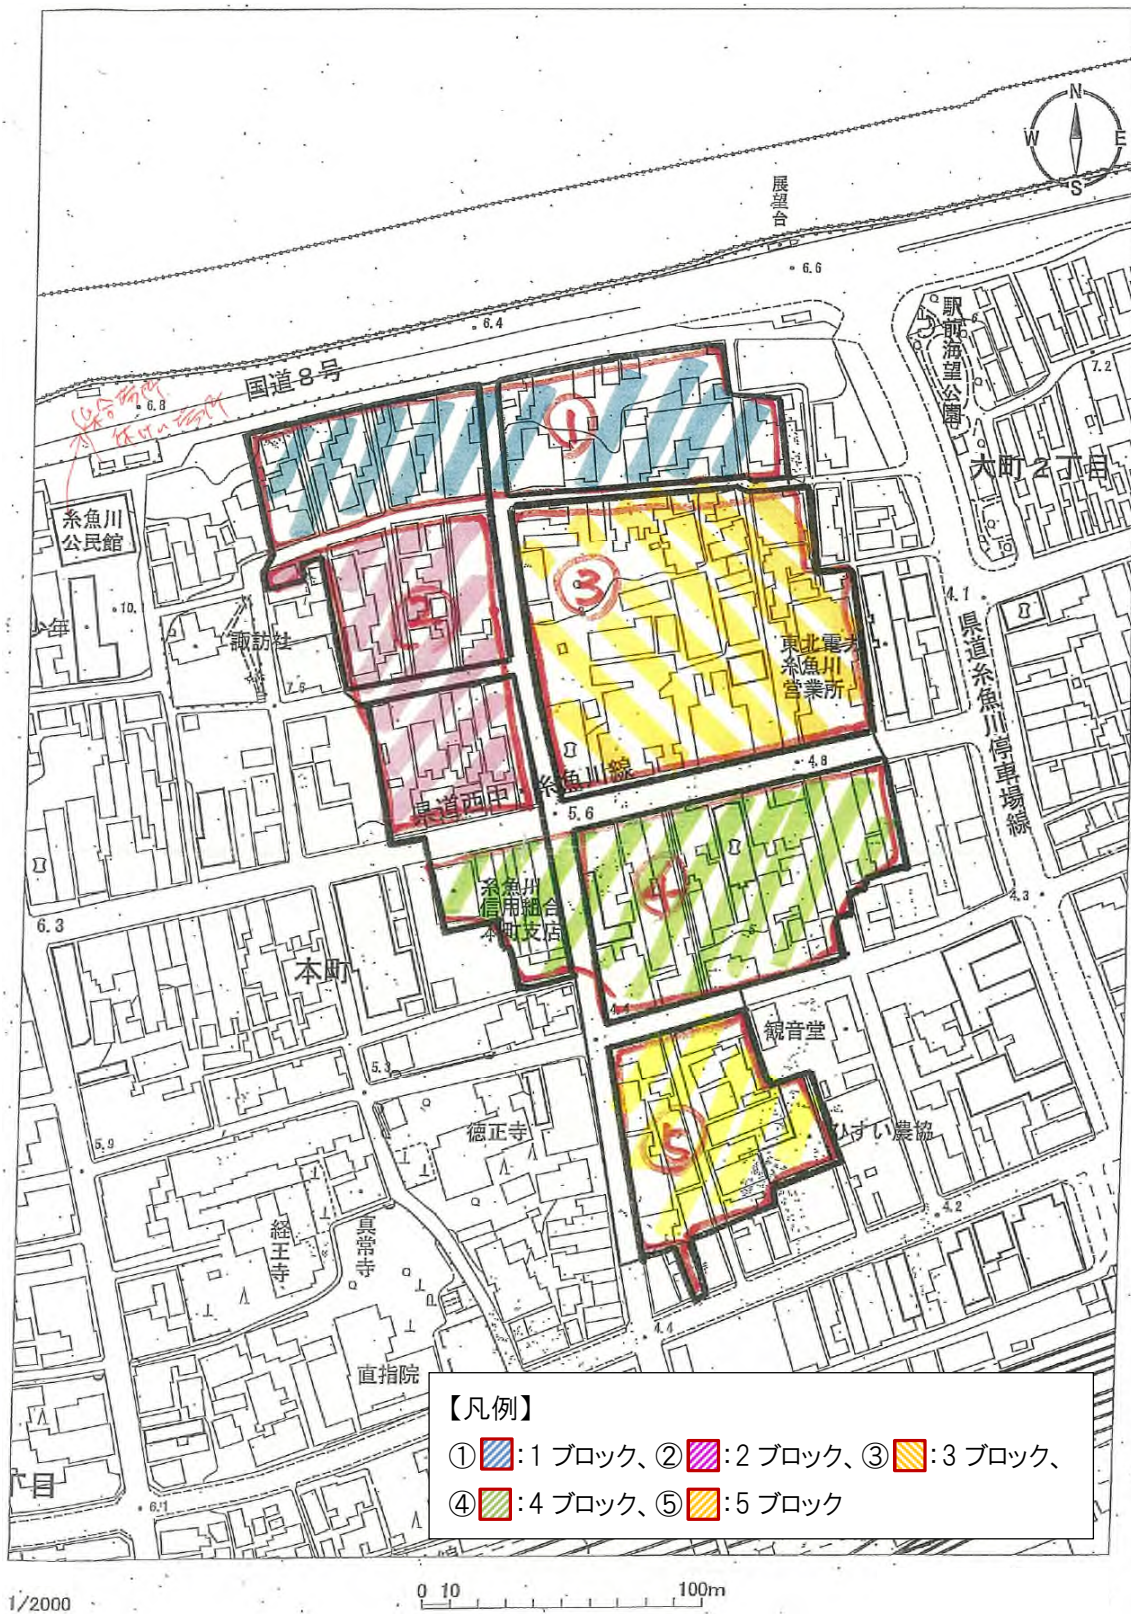 N
W
E
S
展望台
6.6
6.4
国道8号
6.8
駅前海望公園
7.2
大町2丁目
①
糸魚川
公民館
10.1
少年
諏訪社
7.6
②
③
東北電力
糸魚川
営業所
4.1
県道糸魚川停車場線
4.8
県道西中・糸魚川線
5.6
糸魚川
信用組合
本町支店
④
4.3
6.3
本町
4.4
観音堂
5.3
徳正寺
5.9
⑤
ひすい農協
4.2
経王寺
真常寺
4.4
直指院
丁目
6.1
【凡例】
①:1 ブロック、②:2 ブロック、③:3 ブロック、
④:4 ブロック、⑤:5 ブロック
1/2000
0 10 100m